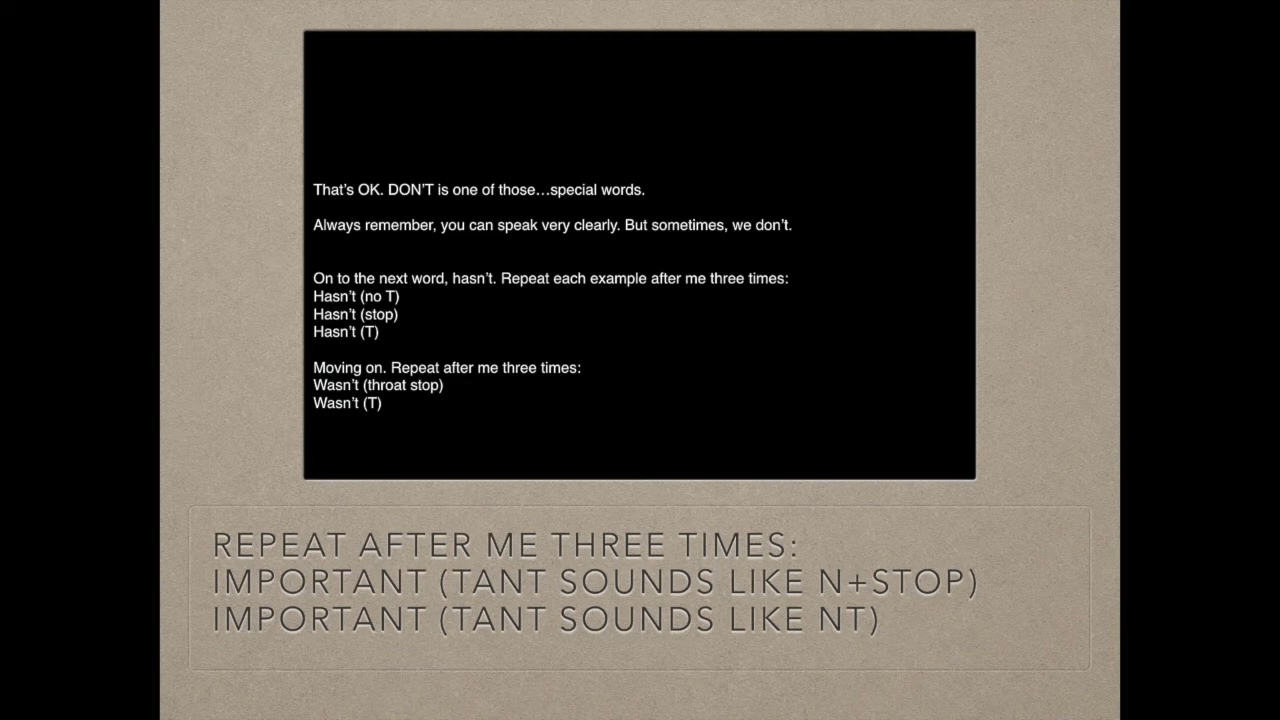 That's OK. DON'T is one of those…special words.
Always remember, you can speak very clearly. But sometimes, we don't.
On to the next word, hasn't. Repeat each example after me three times:
Hasn't (no T)
Hasn't (stop)
Hasn't (T)
Moving on. Repeat after me three times:
Wasn't (throat stop)
Wasn't (T)
REPEAT AFTER ME THREE TIMES:
IMPORTANT (TANT SOUNDS LIKE N+STOP)
IMPORTANT (TANT SOUNDS LIKE NT)